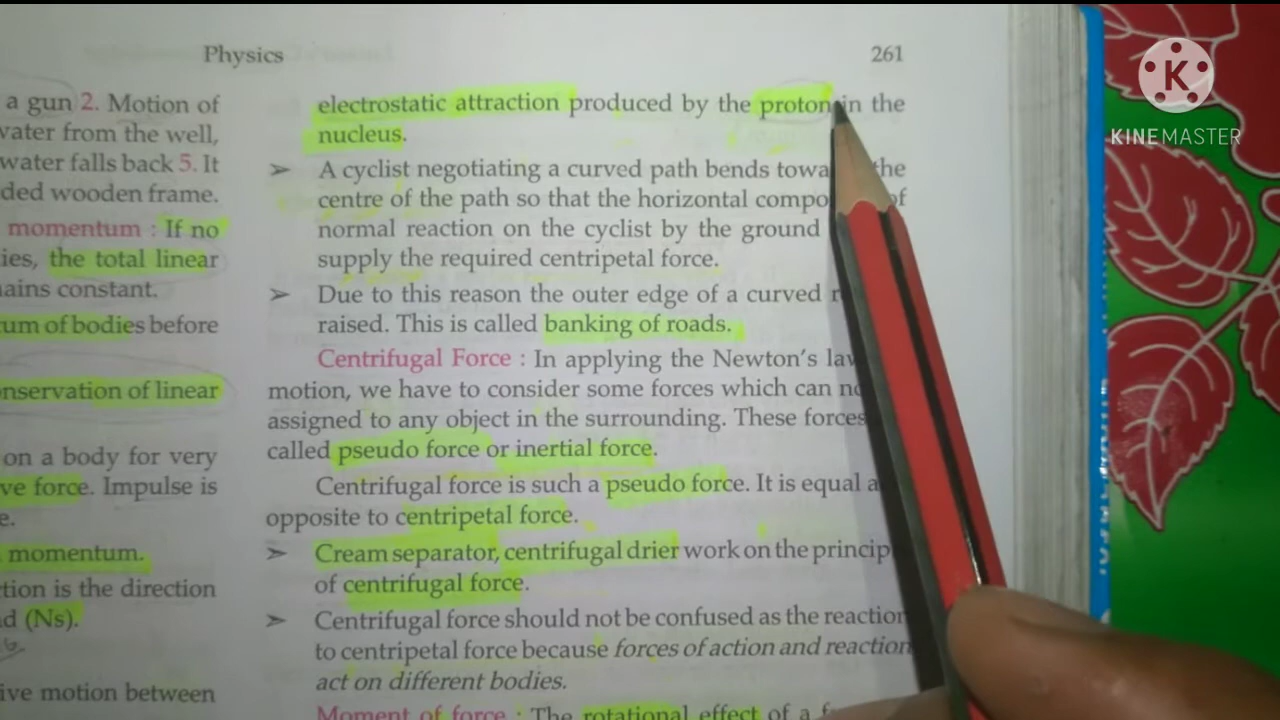 Physics
261
a gun 2. Motion of
water from the well,
water falls back 5. It
ded wooden frame.
momentum : If no
ies, the total linear
ains constant.
tum of bodies before
nservation of linear
on a body for very
ve force. Impulse is
e.
momentum.
tion is the direction
d (Ns).
ive motion between
electrostatic attraction produced by the proton in the
nucleus.
➢ A cyclist negotiating a curved path bends towa the
centre of the path so that the horizontal compo of
normal reaction on the cyclist by the ground
supply the required centripetal force.
➢ Due to this reason the outer edge of a curved r
raised. This is called banking of roads.
Centrifugal Force : In applying the Newton's law
motion, we have to consider some forces which can no
assigned to any object in the surrounding. These forces
called pseudo force or inertial force.
Centrifugal force is such a pseudo force. It is equal a
opposite to centripetal force.
➢ Cream separator, centrifugal drier work on the princip
of centrifugal force.
➢ Centrifugal force should not be confused as the reaction
to centripetal force because forces of action and reaction
act on different bodies.
Moment of force : The rotational effect of a f
K
KINEMASTER